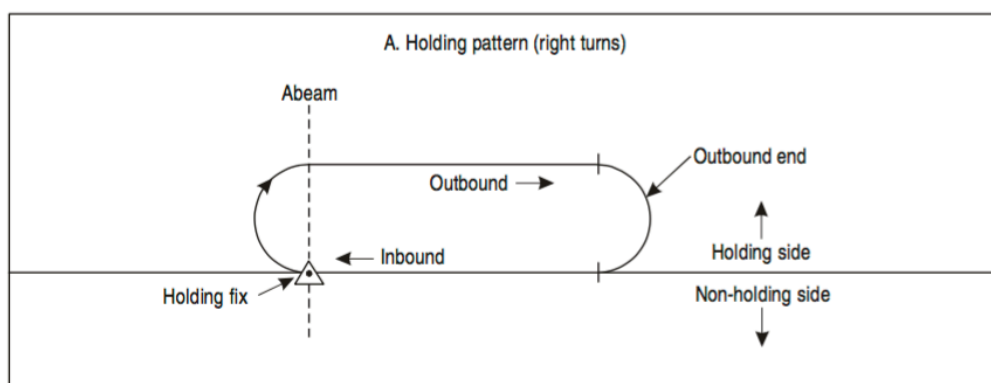 A. Holding pattern (right turns)
Abeam
Outbound end
Outbound
Inbound
Holding side
Holding fix
Non-holding side